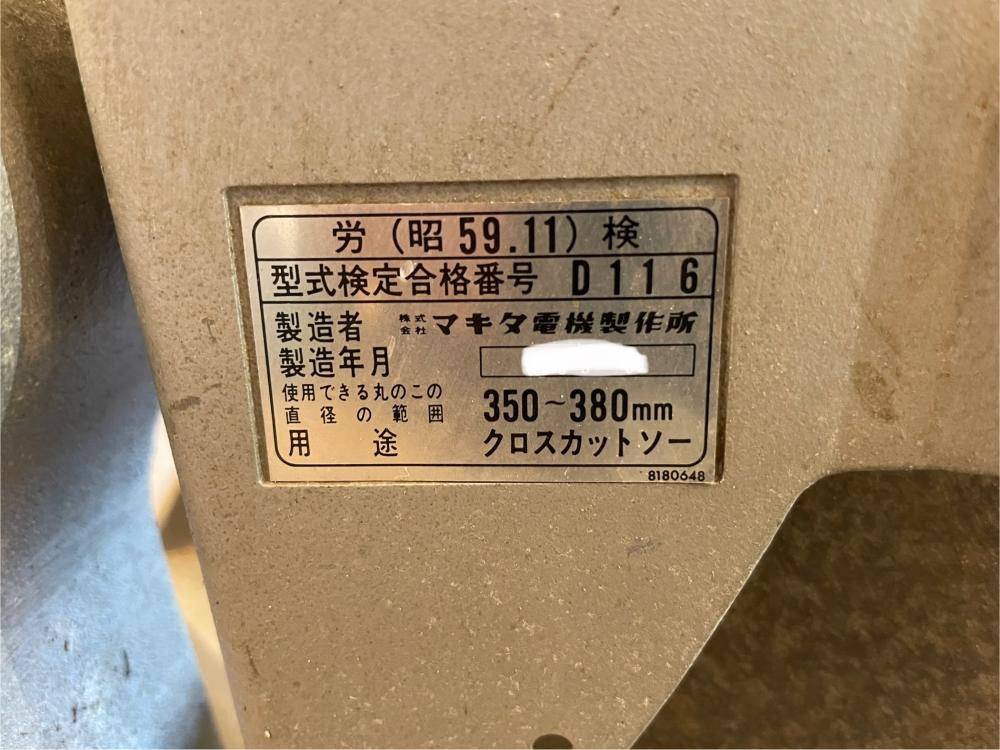 労(昭59.11)検
型式検定合格番号 D116
製造者 株式会社 マキタ電機製作所
製造年月
使用できる丸のこの
直径の範囲 350~380mm
用途 クロスカットソー
8180648